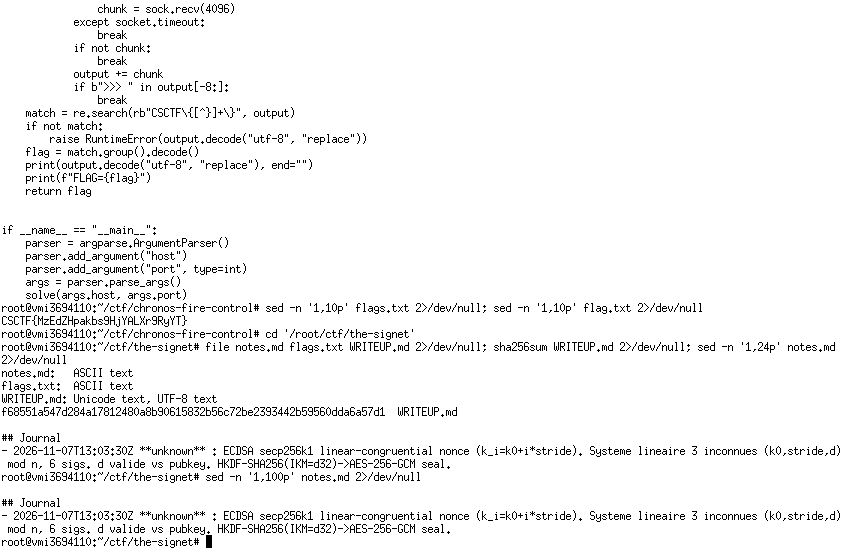 chunk = sock.recv(4096)
except socket.timeout:
break
if not chunk:
break
output += chunk
if b">>> " in output[-8:]:
break
match = re.search(rb"CSCTF\{[^}]+\}", output)
if not match:
raise RuntimeError(output.decode("utf-8", "replace"))
flag = match.group().decode()
print(output.decode("utf-8", "replace"), end="")
print(f"FLAG={flag}")
return flag
if __name__ == "__main__":
parser = argparse.ArgumentParser()
parser.add_argument("host")
parser.add_argument("port", type=int)
args = parser.parse_args()
solve(args.host, args.port)
root@vmi3694110:~/ctf/chronos-fire-control# sed -n '1,10p' flags.txt 2>/dev/null; sed -n '1,10p' flag.txt 2>/dev/null
CSCTF{MzEdZHpakbs9HjYALXr9RyYT}
root@vmi3694110:~/ctf/chronos-fire-control# cd '/root/ctf/the-signet'
root@vmi3694110:~/ctf/the-signet# file notes.md flags.txt WRITEUP.md 2>/dev/null; sha256sum WRITEUP.md 2>/dev/null; sed -n '1,24p' notes.md
2>/dev/null
notes.md:   ASCII text
flags.txt:  ASCII text
WRITEUP.md: Unicode text, UTF-8 text
f68551a547d284a17812480a8b90615832b56c72be2393442b59560dda6a57d1  WRITEUP.md
## Journal
- 2026-11-07T13:03:30Z **unknown** : ECDSA secp256k1 linear-congruential nonce (k_i=k0+i*stride). Systeme lineaire 3 inconnues (k0,stride,d)
mod n, 6 sigs. d valide vs pubkey. HKDF-SHA256(IKM=d32)->AES-256-GCM seal.
root@vmi3694110:~/ctf/the-signet# sed -n '1,100p' notes.md 2>/dev/null
## Journal
- 2026-11-07T13:03:30Z **unknown** : ECDSA secp256k1 linear-congruential nonce (k_i=k0+i*stride). Systeme lineaire 3 inconnues (k0,stride,d)
mod n, 6 sigs. d valide vs pubkey. HKDF-SHA256(IKM=d32)->AES-256-GCM seal.
root@vmi3694110:~/ctf/the-signet#